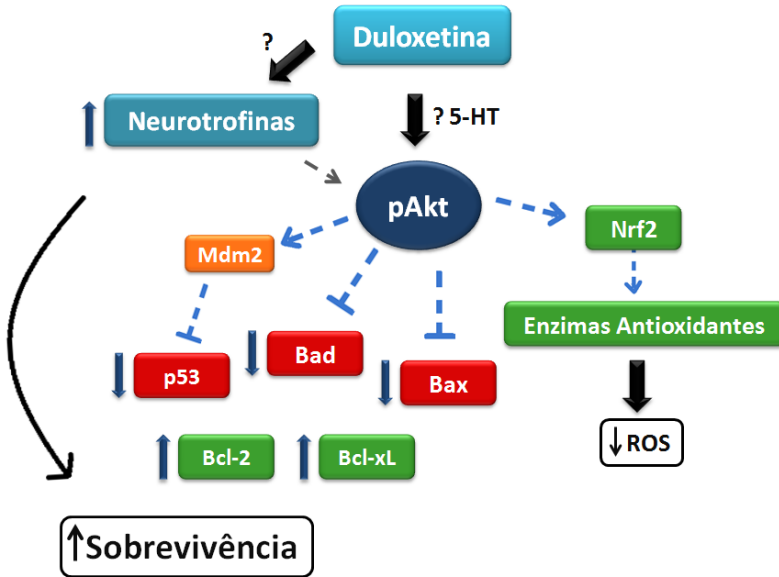 Duloxetina
?
Neurotrofinas
? 5-HT
pAkt
Nrf2
Mdm2
Enzimas Antioxidantes
Bad
p53
Bax
ROS
Bcl-2
Bcl-xL
Sobrevivência